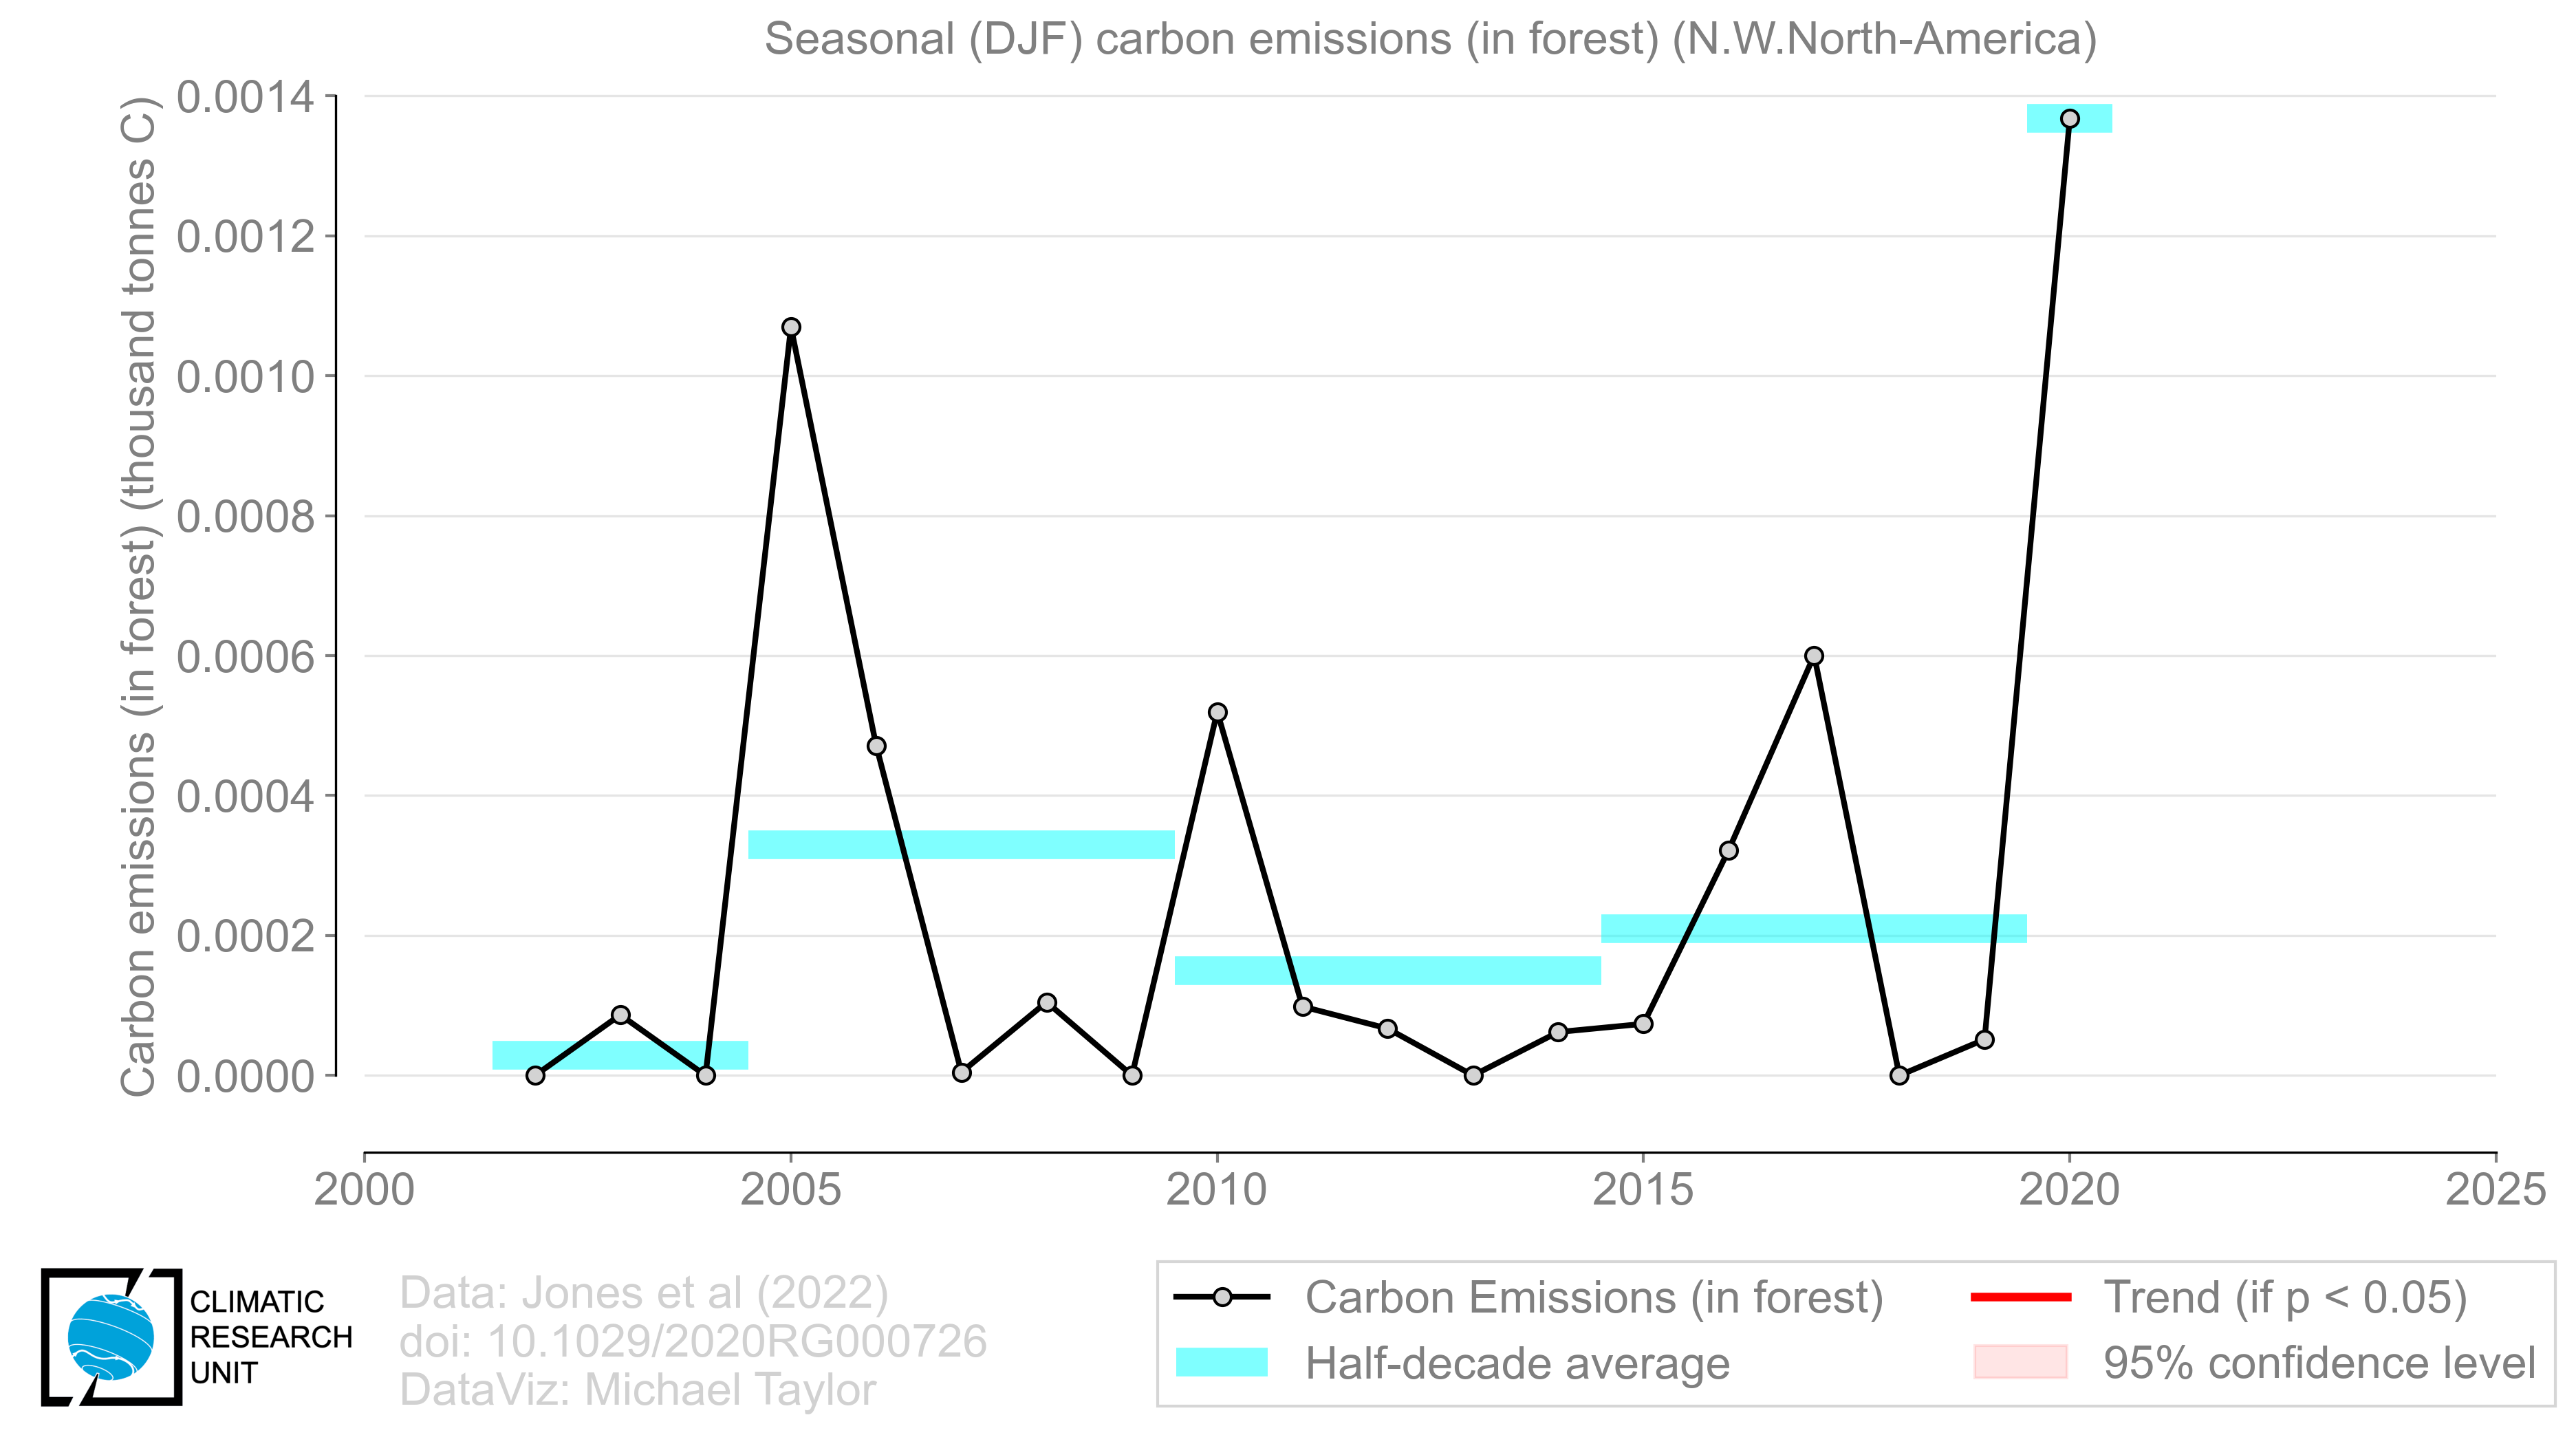 Seasonal (DJF) carbon emissions (in forest) (N.W.North-America)
Carbon emissions (in forest) (thousand tonnes C)
0.0014
0.0012
0.0010
0.0008
0.0006
0.0004
0.0002
0.0000
2000 2005 2010 2015 2020 2025
CLIMATIC
RESEARCH
UNIT
Data: Jones et al (2022)
doi: 10.1029/2020RG000726
DataViz: Michael Taylor
Carbon Emissions (in forest)
Half-decade average
Trend (if p < 0.05)
95% confidence level